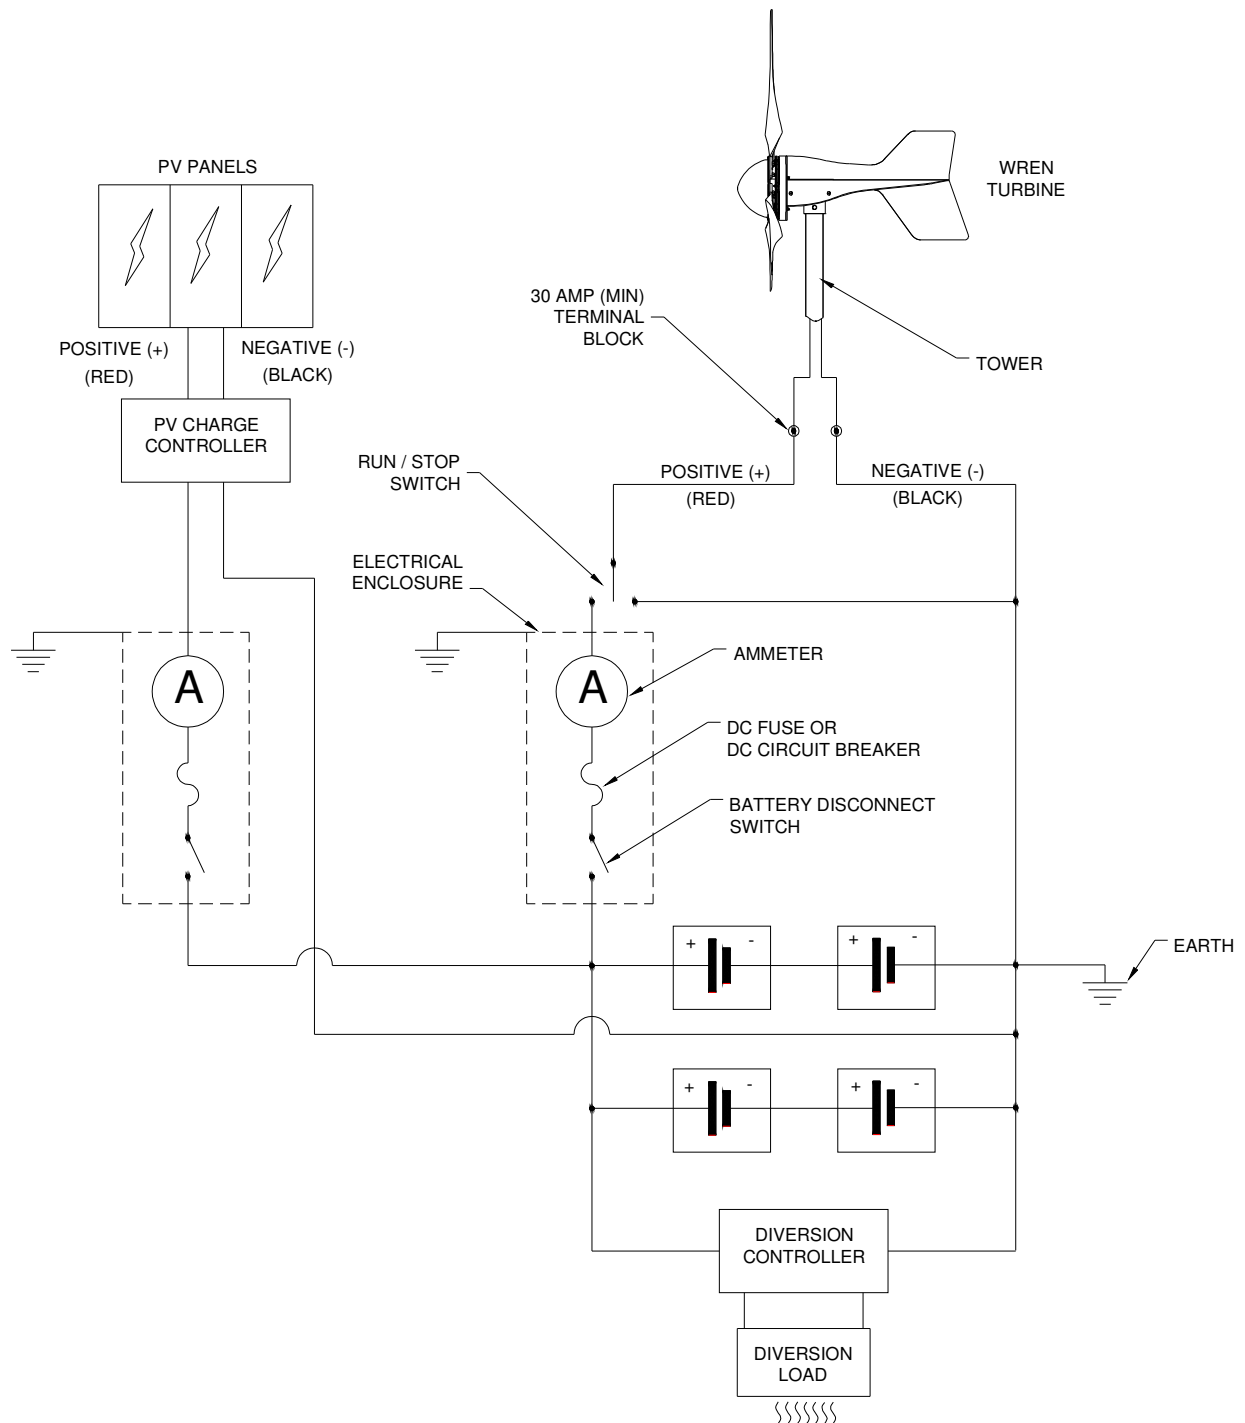 PV PANELS
WREN
TURBINE
30 AMP (MIN)
TERMINAL
BLOCK
POSITIVE (+)
(RED)
NEGATIVE (-)
(BLACK)
TOWER
PV CHARGE
CONTROLLER
RUN / STOP
SWITCH
POSITIVE (+)
(RED)
NEGATIVE (-)
(BLACK)
ELECTRICAL
ENCLOSURE
A
A
AMMETER
DC FUSE OR
DC CIRCUIT BREAKER
BATTERY DISCONNECT
SWITCH
+ -
+ -
EARTH
+ -
+ -
DIVERSION
CONTROLLER
DIVERSION
LOAD